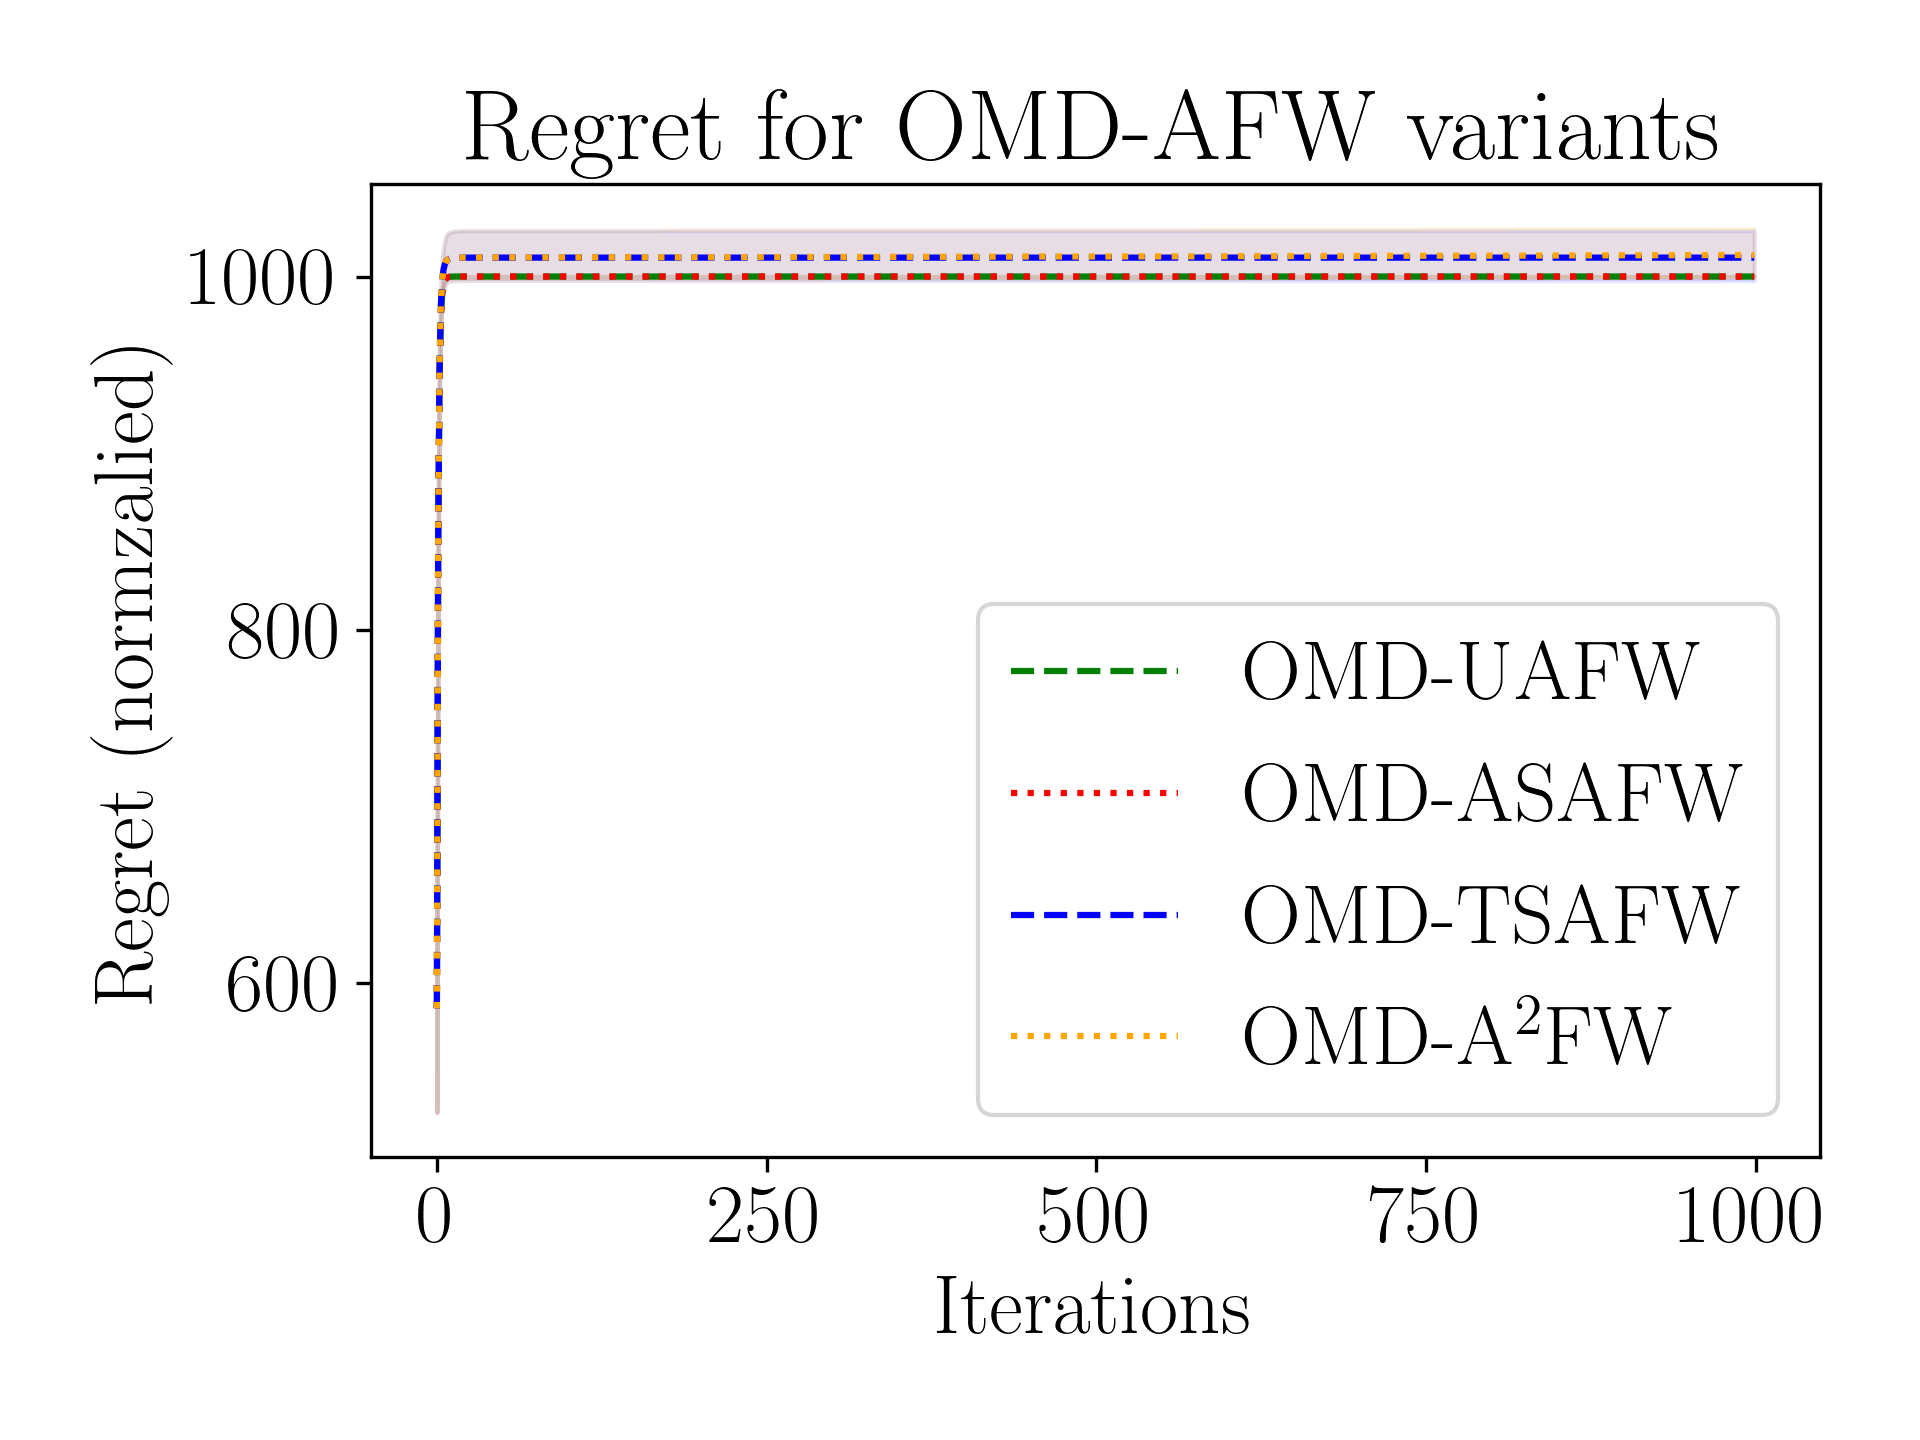 Regret for OMD-AFW variants
Regret (normzalied)
1000
800
600
OMD-UAFW
OMD-ASAFW
OMD-TSAFW
OMD-A²FW
0 250 500 750 1000
Iterations